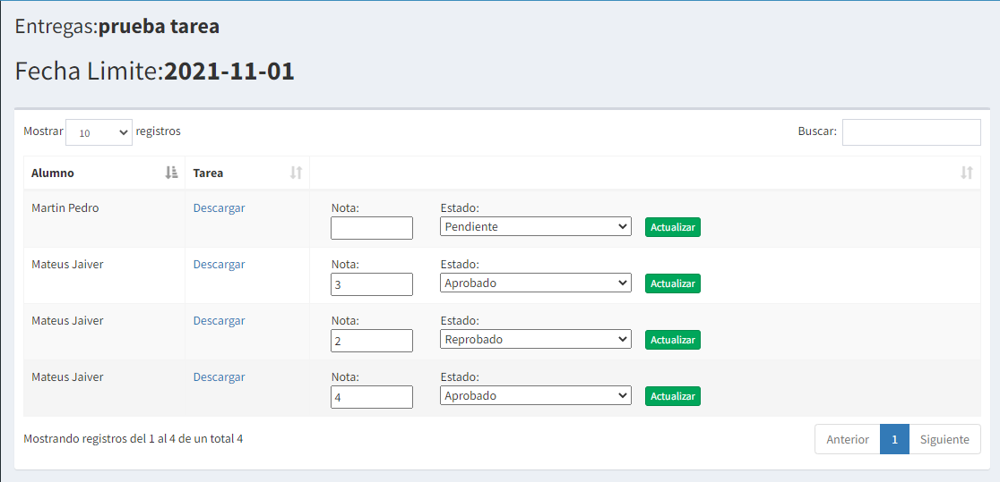 Entregas:prueba tarea
Fecha Limite:2021-11-01
Mostrar 10 registros Buscar:
Alumno Tarea
Martin Pedro Descargar Nota: Estado: Pendiente Actualizar
Mateus Jaiver Descargar Nota: 3 Estado: Aprobado Actualizar
Mateus Jaiver Descargar Nota: 2 Estado: Reprobado Actualizar
Mateus Jaiver Descargar Nota: 4 Estado: Aprobado Actualizar
Mostrando registros del 1 al 4 de un total 4 Anterior 1 Siguiente